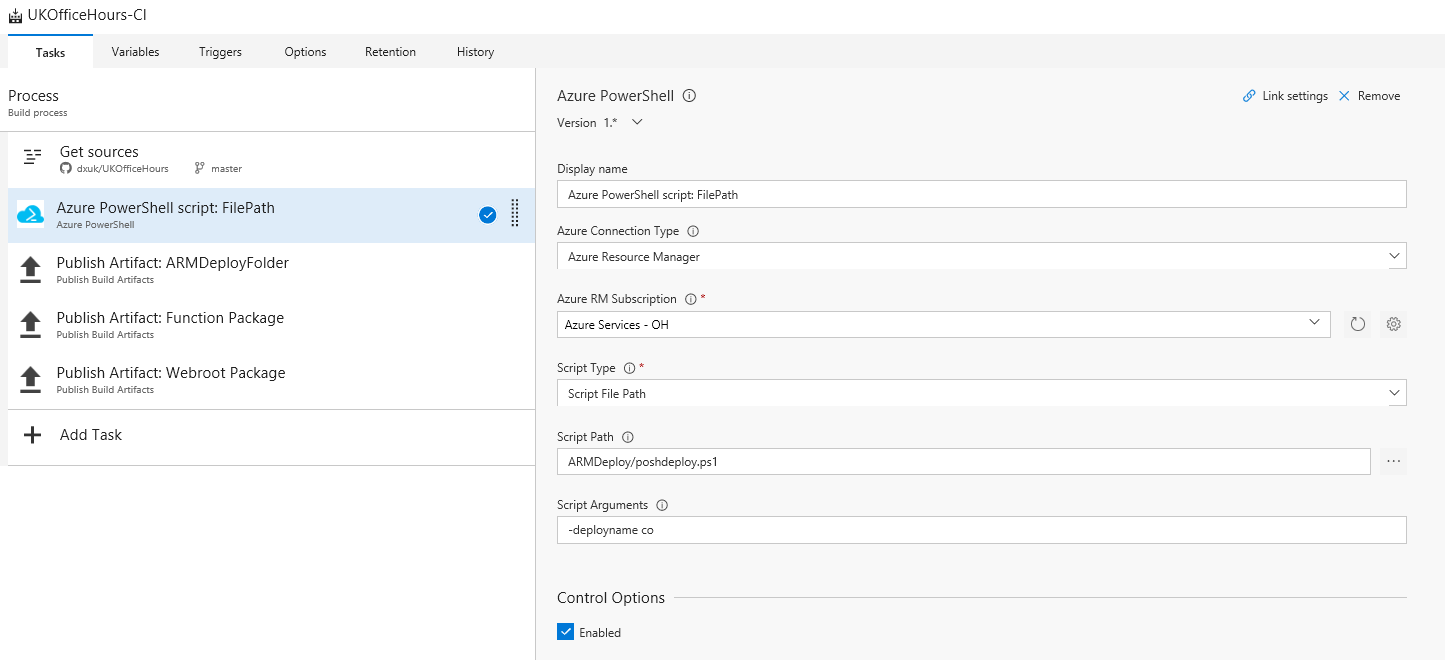 UKOfficeHours-CI
Tasks Variables Triggers Options Retention History
Process
Build process
Get sources
dxuk/UKOfficeHours master
Azure PowerShell script: FilePath
Azure PowerShell
Publish Artifact: ARMDeployFolder
Publish Build Artifacts
Publish Artifact: Function Package
Publish Build Artifacts
Publish Artifact: Webroot Package
Publish Build Artifacts
Add Task
Azure PowerShell
Link settings Remove
Version 1.*
Display name
Azure PowerShell script: FilePath
Azure Connection Type
Azure Resource Manager
Azure RM Subscription *
Azure Services - OH
Script Type *
Script File Path
Script Path
ARMDeploy/poshdeploy.ps1
...
Script Arguments
-deployname co
Control Options
Enabled